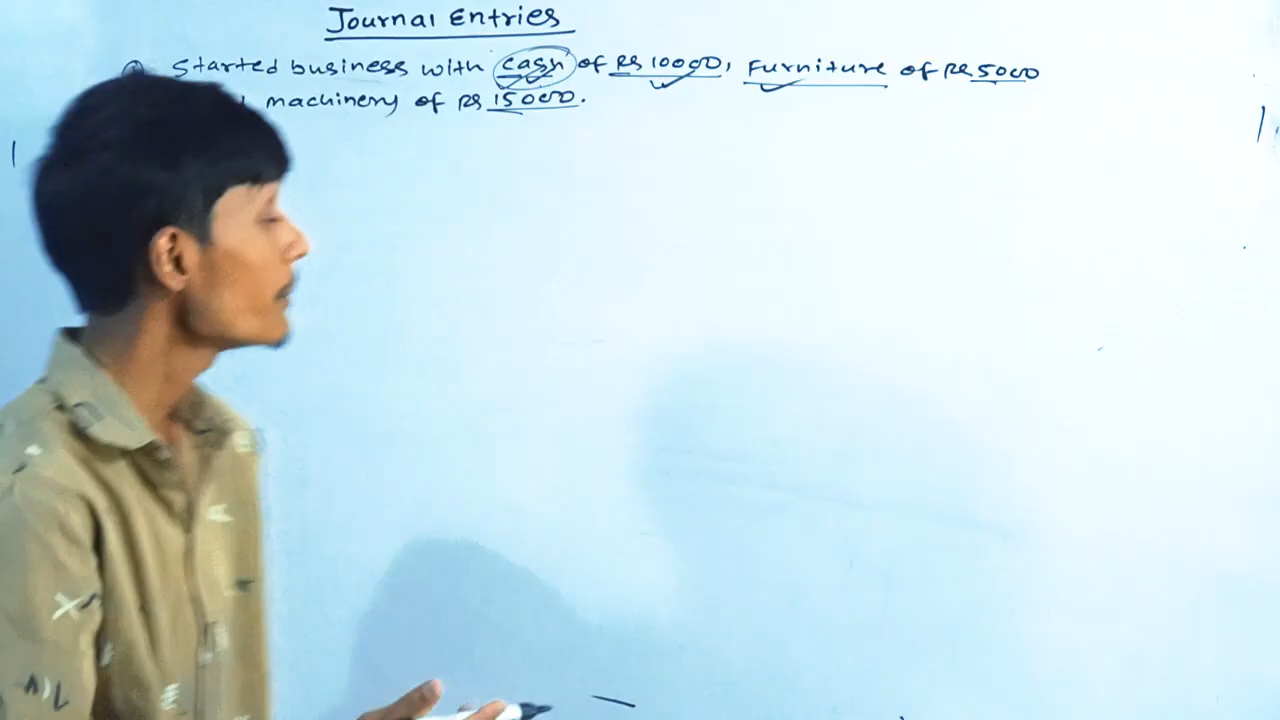 Journal Entries
Started business with cash of Rs 10000, Furniture of Rs 5000
machinery of Rs 15000.